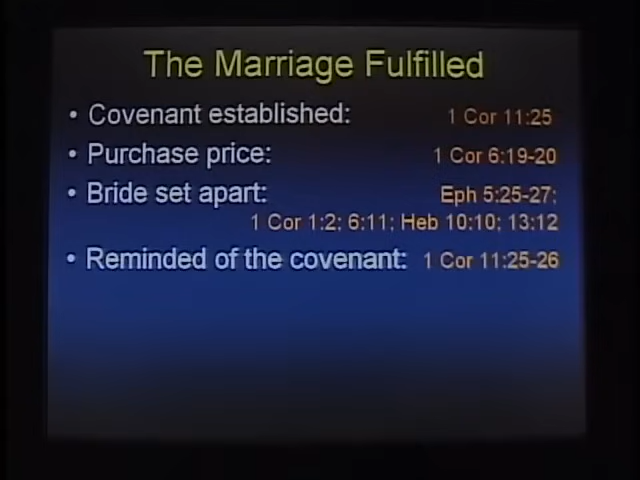 The Marriage Fulfilled
• Covenant established: 1 Cor 11:25
• Purchase price: 1 Cor 6:19-20
• Bride set apart: Eph 5:25-27;
1 Cor 1:2; 6:11; Heb 10:10; 13:12
• Reminded of the covenant: 1 Cor 11:25-26